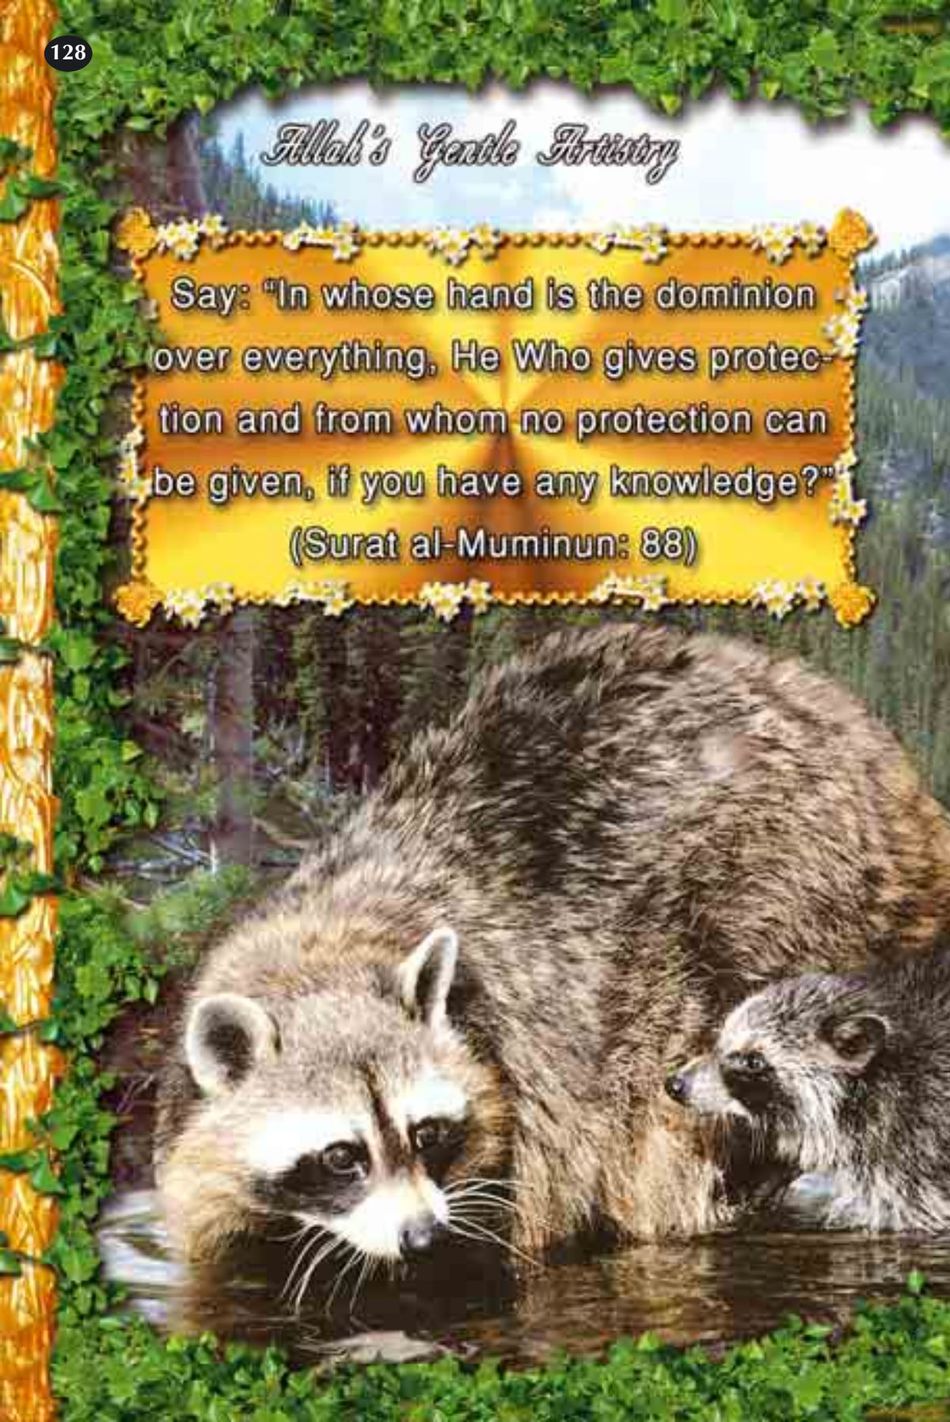 128
Allah's Gentle Artistry
Say: "In whose hand is the dominion
over everything, He Who gives protec-
tion and from whom no protection can
be given, if you have any knowledge?"
(Surat al-Muminun: 88)